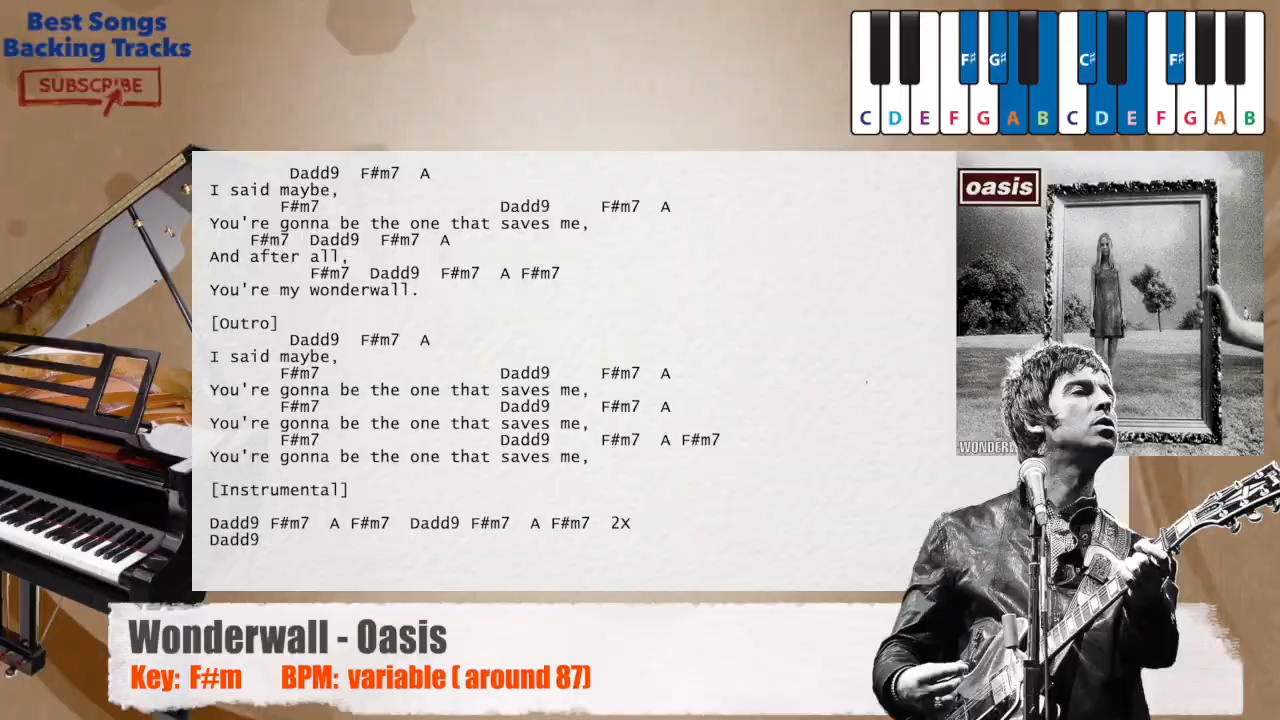 Best Songs
Backing Tracks
SUBSCRIBE
F# G# C# F#
C D E F G A B C D E F G A B
Dadd9 F#m7 A
I said maybe,
F#m7 Dadd9 F#m7 A
You're gonna be the one that saves me,
F#m7 Dadd9 F#m7 A
And after all,
F#m7 Dadd9 F#m7 A F#m7
You're my wonderwall.
[Outro]
Dadd9 F#m7 A
I said maybe,
F#m7 Dadd9 F#m7 A
You're gonna be the one that saves me,
F#m7 Dadd9 F#m7 A
You're gonna be the one that saves me,
F#m7 Dadd9 F#m7 A F#m7
You're gonna be the one that saves me,
[Instrumental]
Dadd9 F#m7 A F#m7 Dadd9 F#m7 A F#m7 2X
Dadd9
oasis
Wonderwall - Oasis
Key: F#m BPM: variable ( around 87)